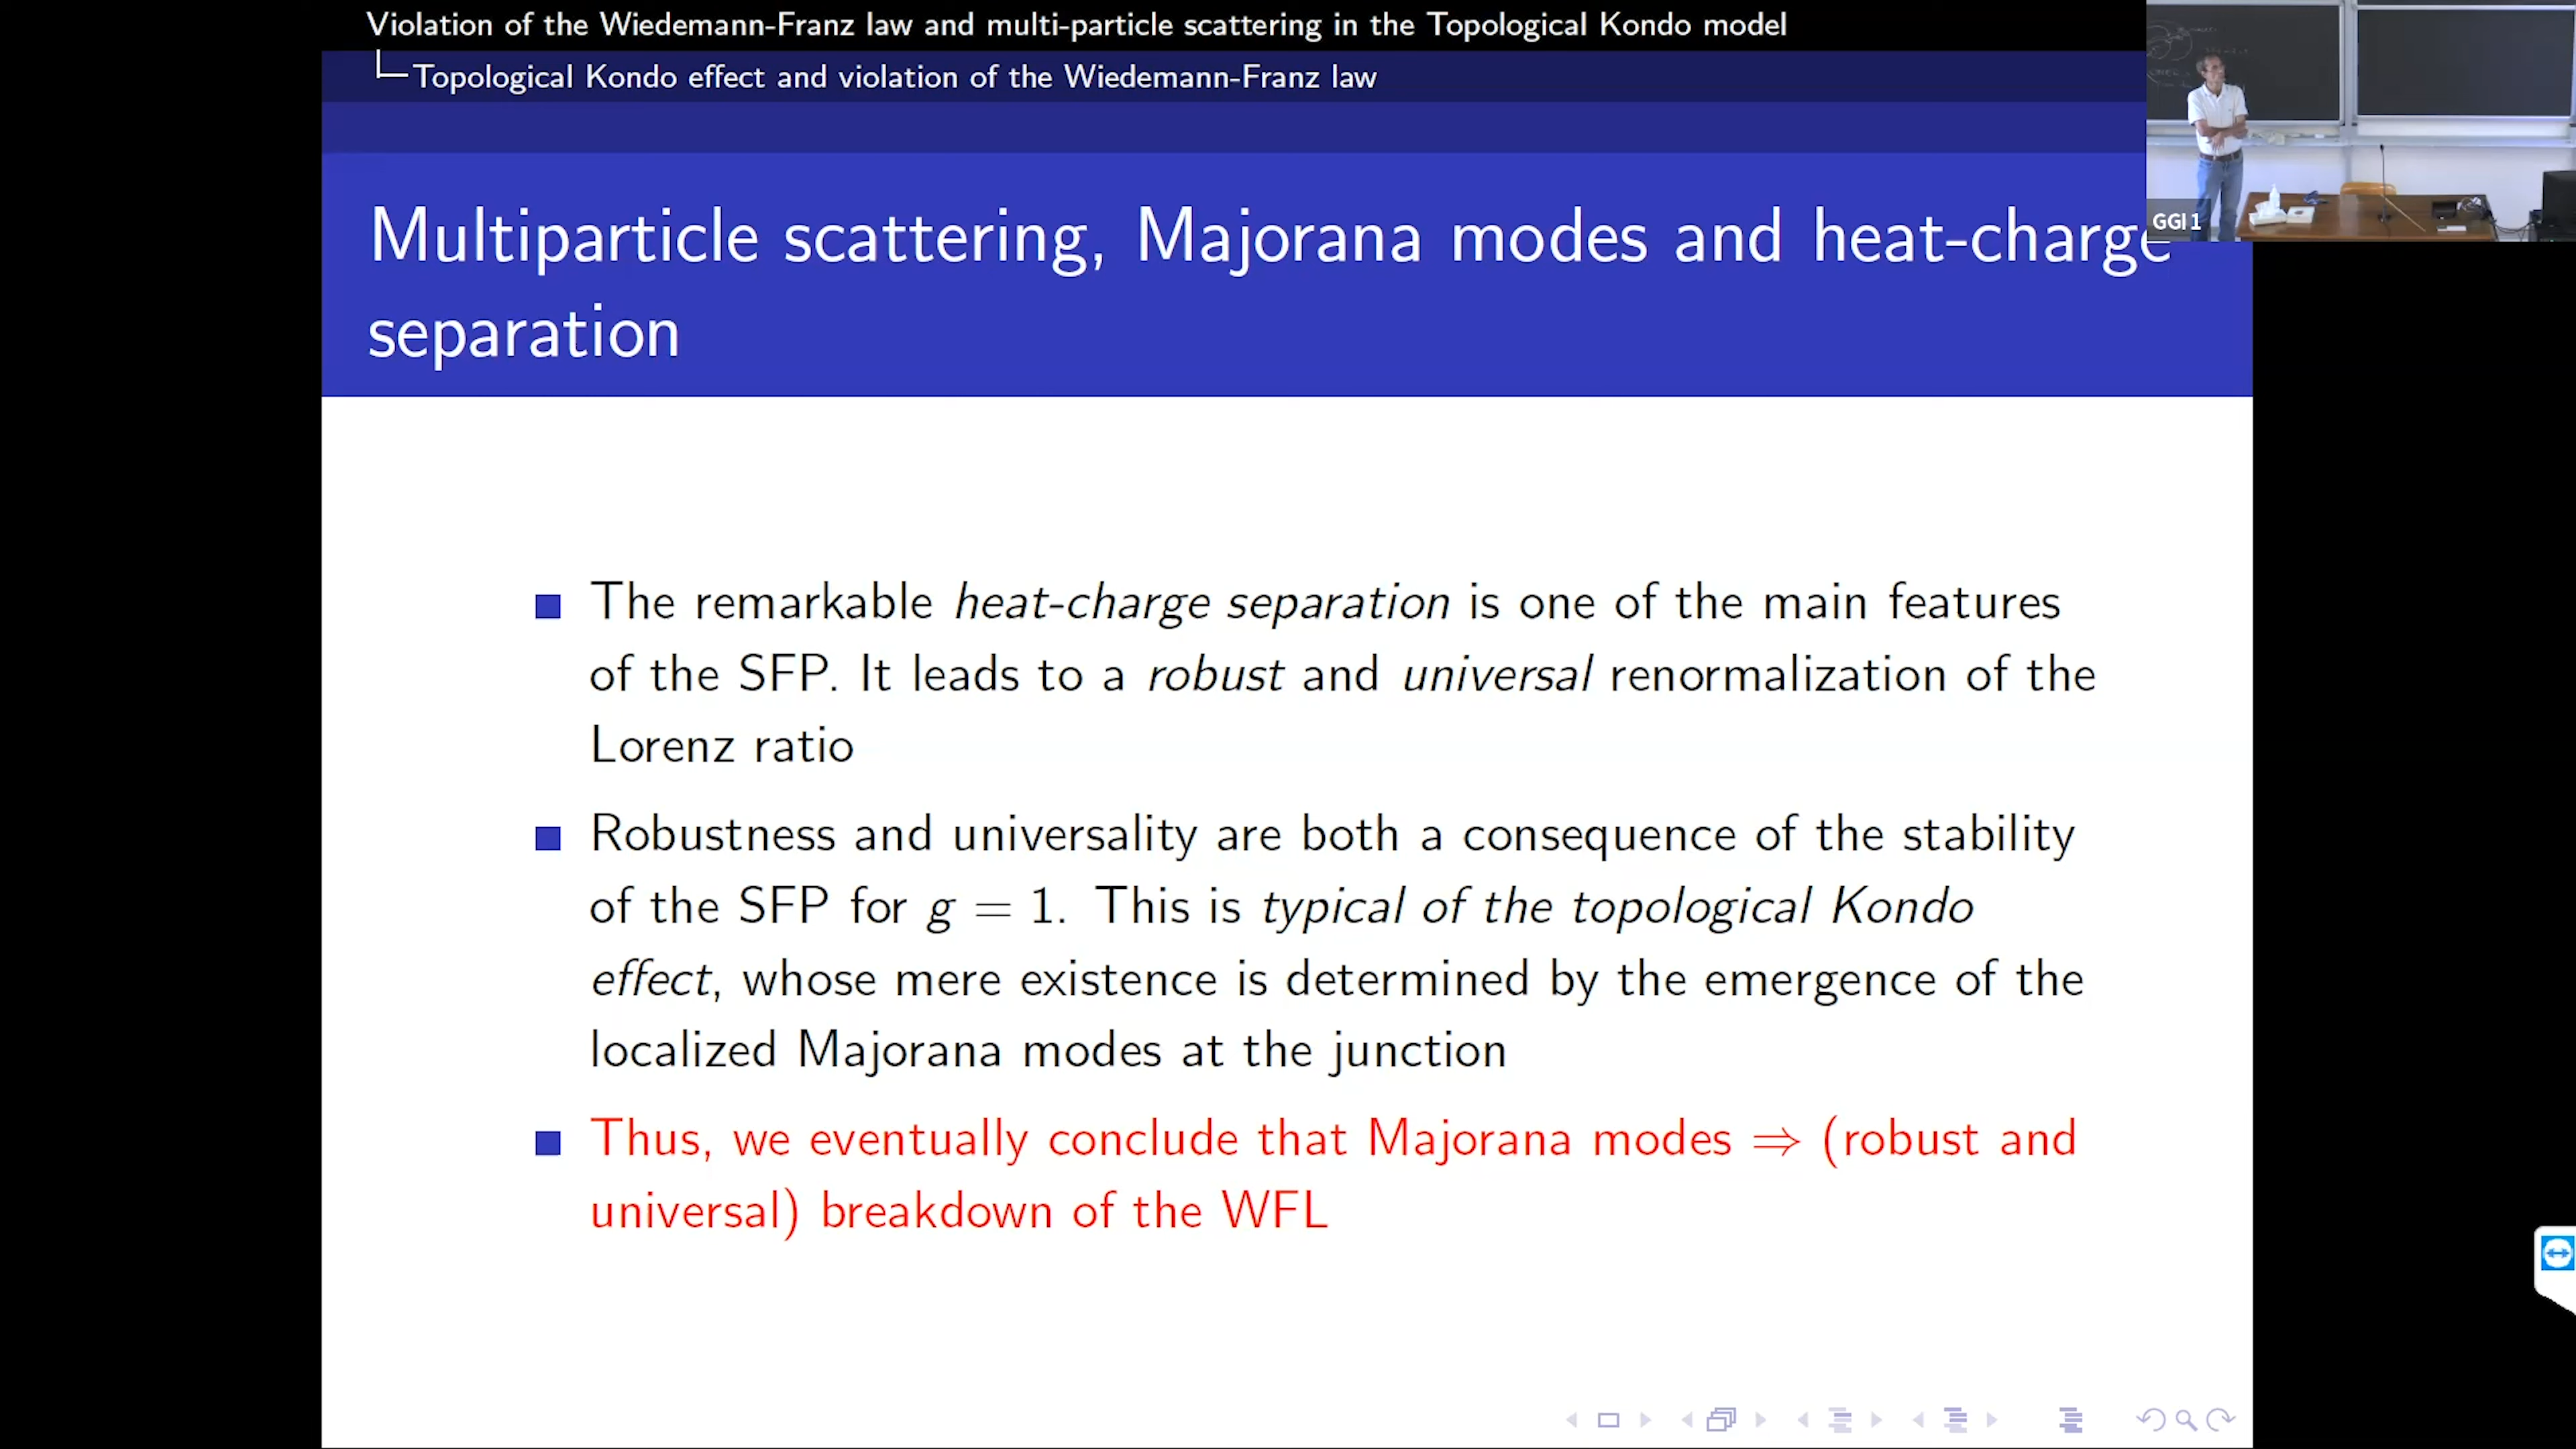 Violation of the Wiedemann-Franz law and multi-particle scattering in the Topological Kondo model
Topological Kondo effect and violation of the Wiedemann-Franz law
Multiparticle scattering, Majorana modes and heat-charge
separation
GGI 1
The remarkable heat-charge separation is one of the main features
of the SFP. It leads to a robust and universal renormalization of the
Lorenz ratio
Robustness and universality are both a consequence of the stability
of the SFP for g = 1. This is typical of the topological Kondo
effect, whose mere existence is determined by the emergence of the
localized Majorana modes at the junction
Thus, we eventually conclude that Majorana modes ⇒ (robust and
universal) breakdown of the WFL